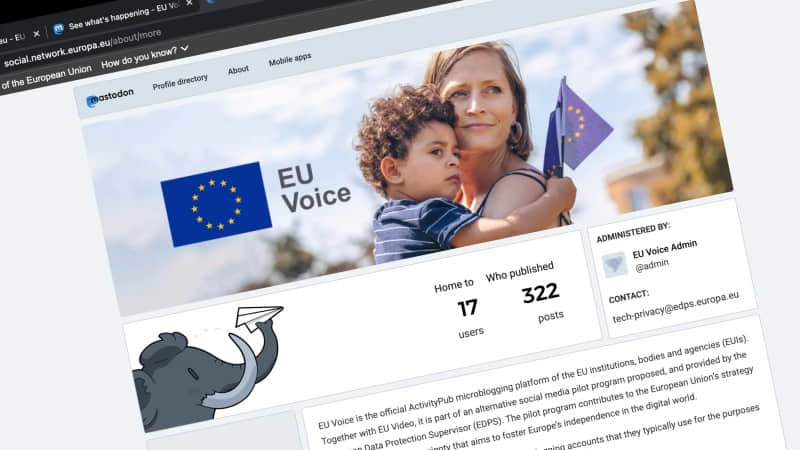 eu - EU
See what's happening - EU Voi
social.network.europa.eu/about/more
of the European Union How do you know?
mastodon
Profile directory
About
Mobile apps
EU
Voice
Home to
17
users
Who published
322
posts
ADMINISTERED BY:
EU Voice Admin
@admin
CONTACT:
tech-privacy@edps.europa.eu
EU Voice is the official ActivityPub microblogging platform of the EU institutions, bodies and agencies (EUIs).
Together with EU Video, it is part of an alternative social media pilot program proposed, and provided by the
Data Protection Supervisor (EDPS). The pilot program contributes to the European Union's strategy
that aims to foster Europe's independence in the digital world.
accounts that they typically use for the purposes